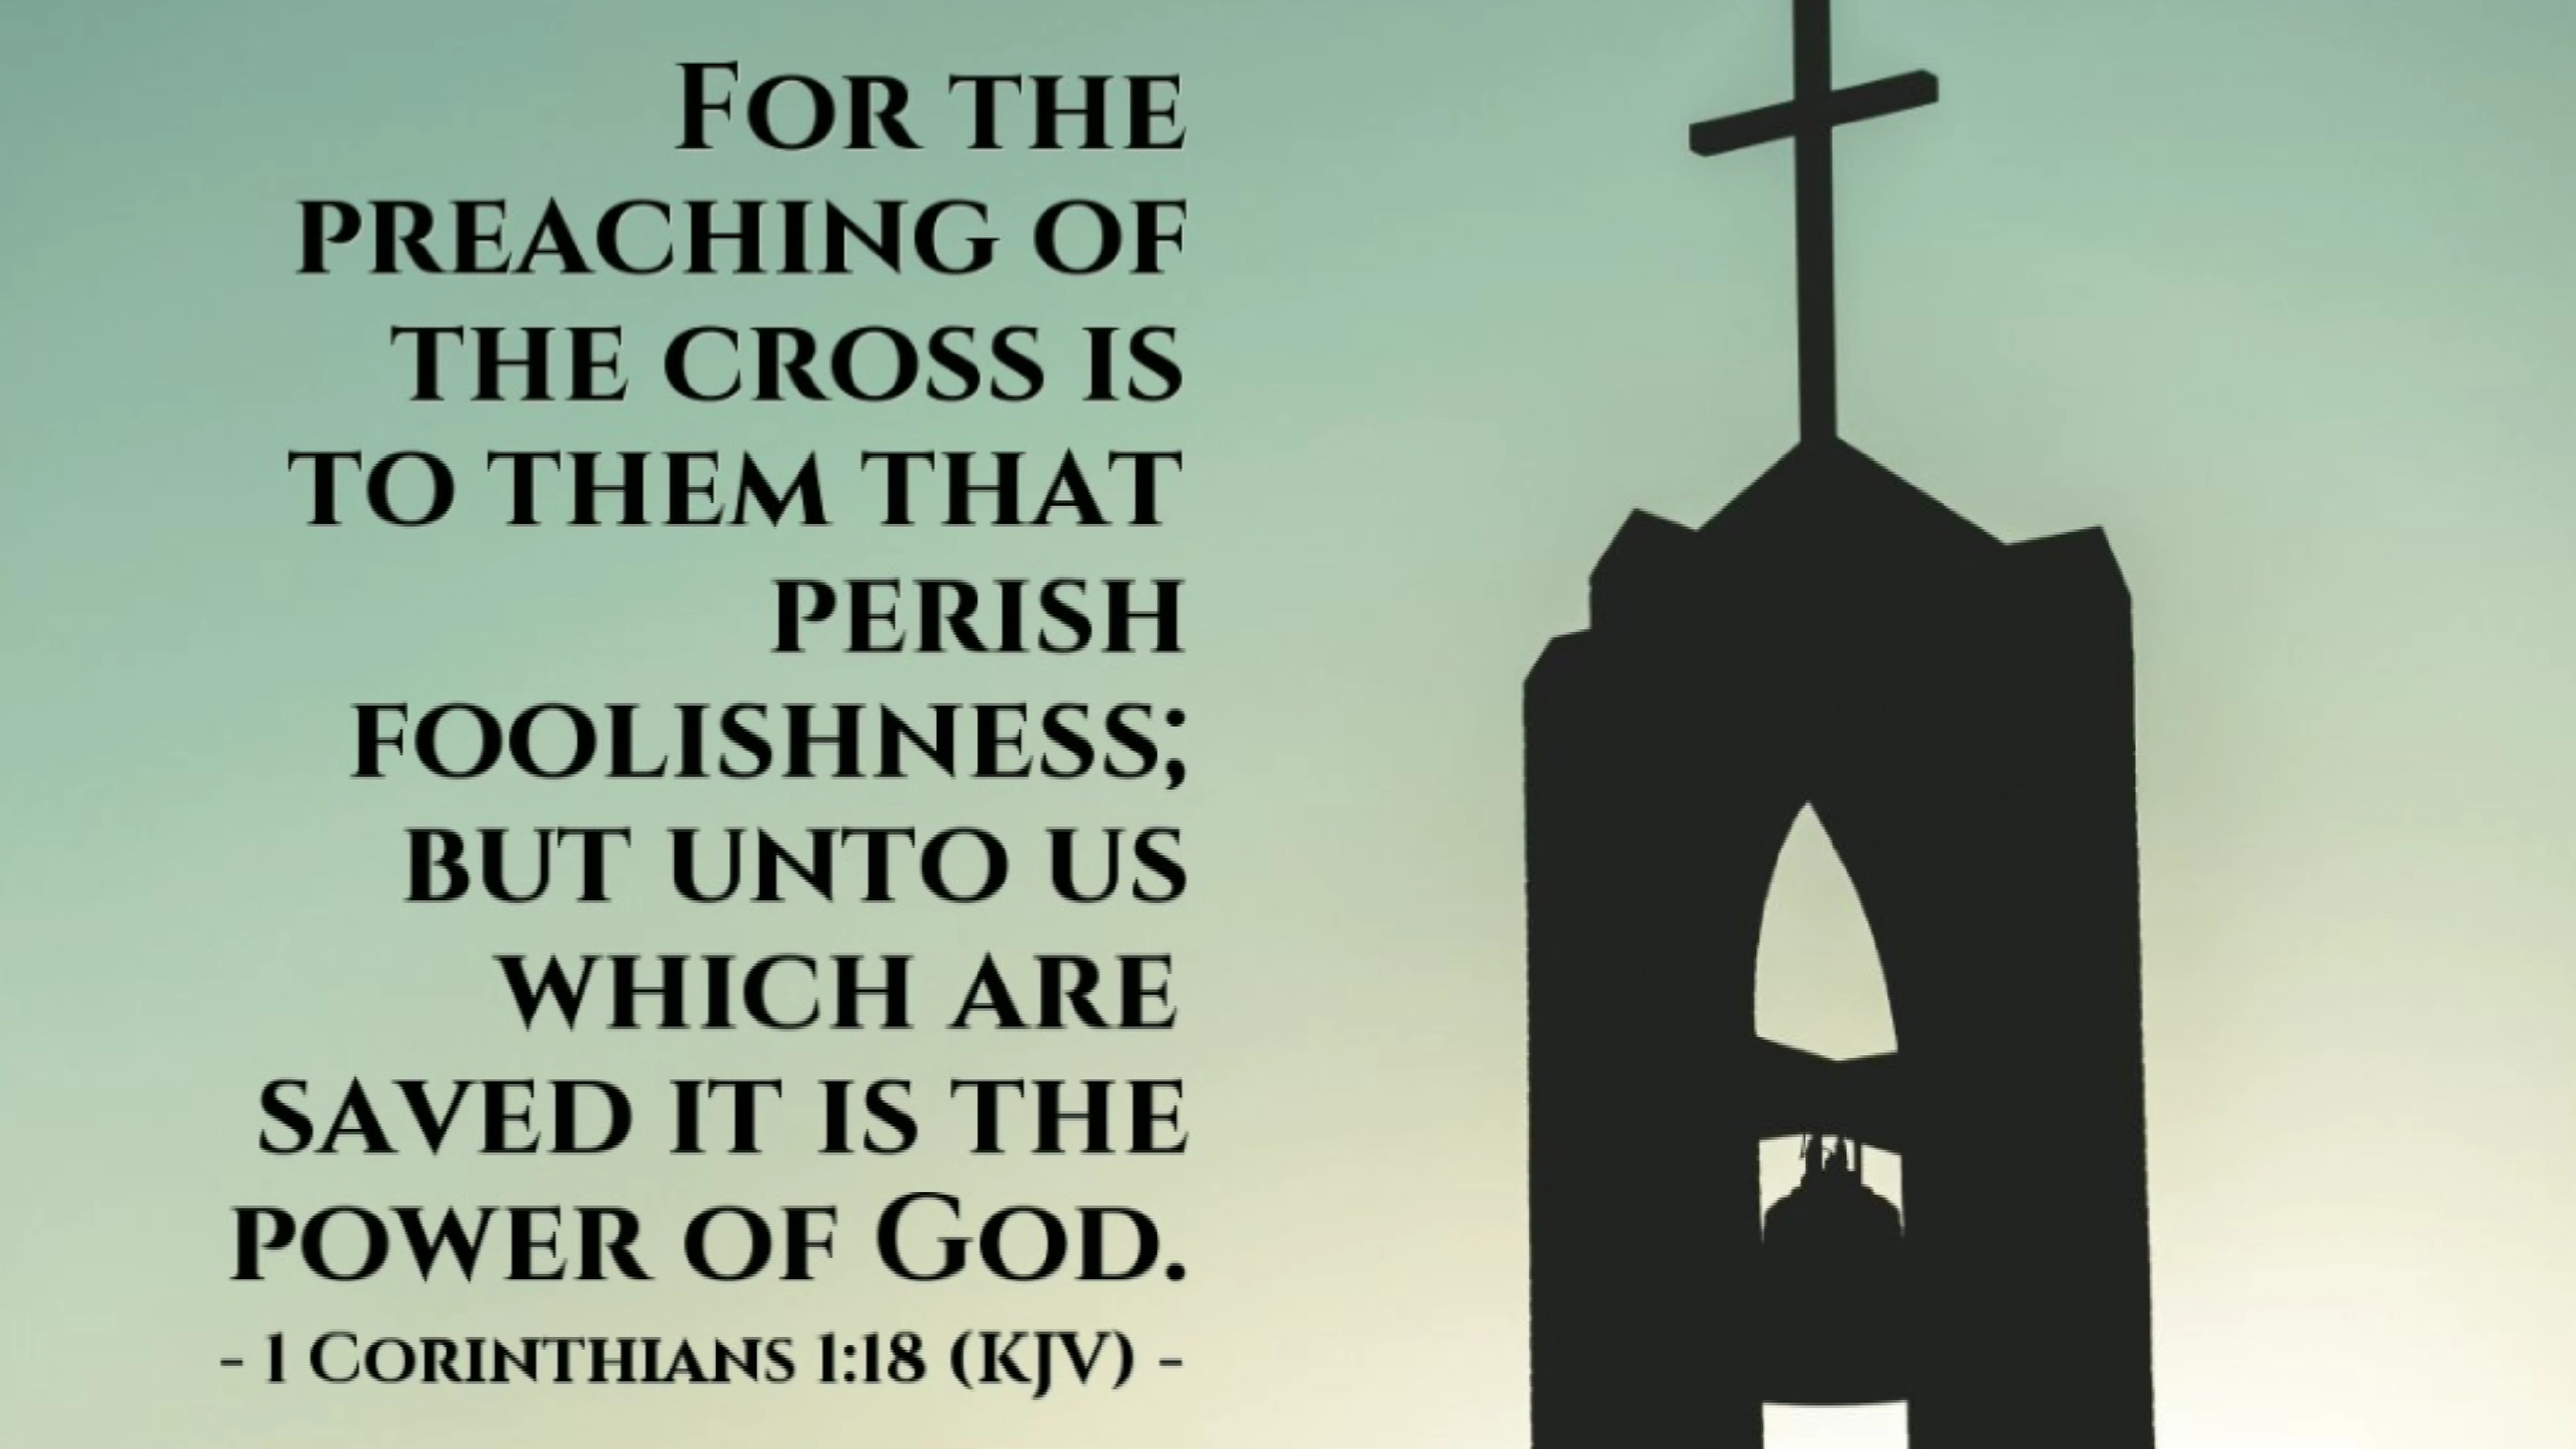 For the
preaching of
the cross is
to them that
perish
foolishness;
but unto us
which are
saved it is the
power of God.
- 1 Corinthians 1:18 (KJV) -